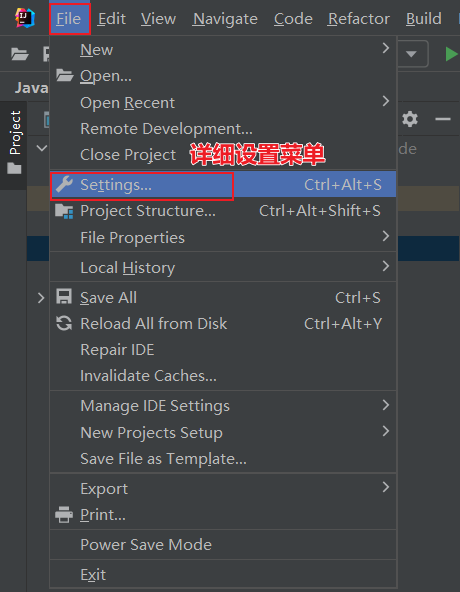 File Edit View Navigate Code Refactor Build
New
Open...
Java
Open Recent
Project
Remote Development...
Close Project 详细设置菜单 de
Settings... Ctrl+Alt+S
Project Structure... Ctrl+Alt+Shift+S
File Properties
Local History
Save All Ctrl+S
Reload All from Disk Ctrl+Alt+Y
Repair IDE
Invalidate Caches...
Manage IDE Settings
New Projects Setup
Save File as Template...
Export
Print...
Power Save Mode
Exit